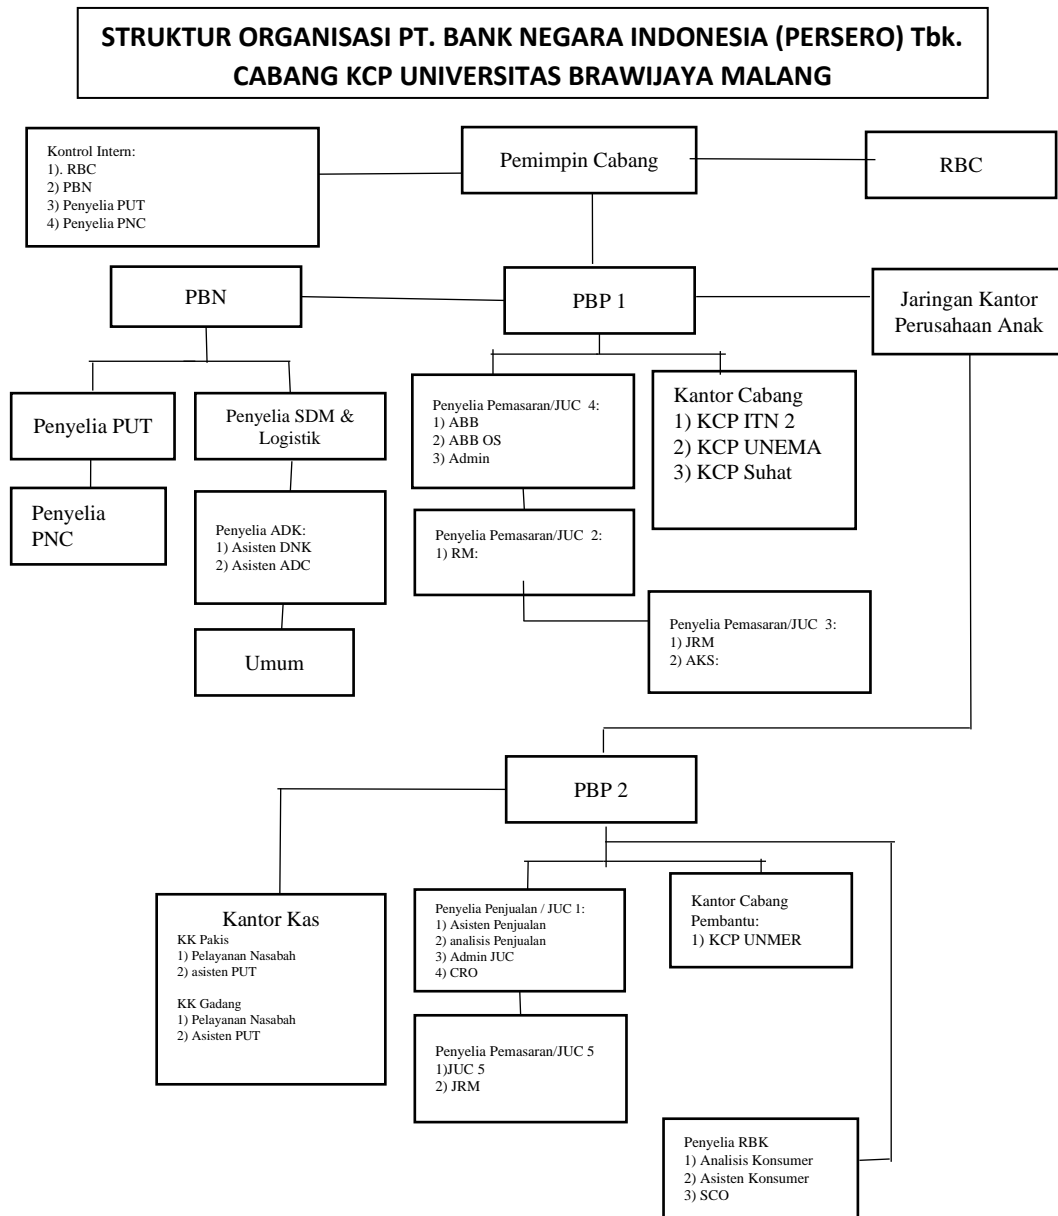 STRUKTUR ORGANISASI PT. BANK NEGARA INDONESIA (PERSERO) Tbk.
CABANG KCP UNIVERSITAS BRAWIJAYA MALANG
Kontrol Intern:
1). RBC
2) PBN
3) Penyelia PUT
4) Penyelia PNC
Pemimpin Cabang
RBC
PBN
PBP 1
Jaringan Kantor
Perusahaan Anak
Penyelia PUT
Penyelia SDM &
Logistik
Penyelia Pemasaran/JUC 4:
1) ABB
2) ABB OS
3) Admin
Kantor Cabang
1) KCP ITN 2
2) KCP UNEMA
3) KCP Suhat
Penyelia
PNC
Penyelia ADK:
1) Asisten DNK
2) Asisten ADC
Penyelia Pemasaran/JUC 2:
1) RM:
Umum
Penyelia Pemasaran/JUC 3:
1) JRM
2) AKS:
PBP 2
Kantor Kas
KK Pakis
1) Pelayanan Nasabah
2) asisten PUT
KK Gadang
1) Pelayanan Nasabah
2) Asisten PUT
Penyelia Penjualan / JUC 1:
1) Asisten Penjualan
2) analisis Penjualan
3) Admin JUC
4) CRO
Kantor Cabang
Pembantu:
1) KCP UNMER
Penyelia Pemasaran/JUC 5
1)JUC 5
2) JRM
Penyelia RBK
1) Analisis Konsumer
2) Asisten Konsumer
3) SCO